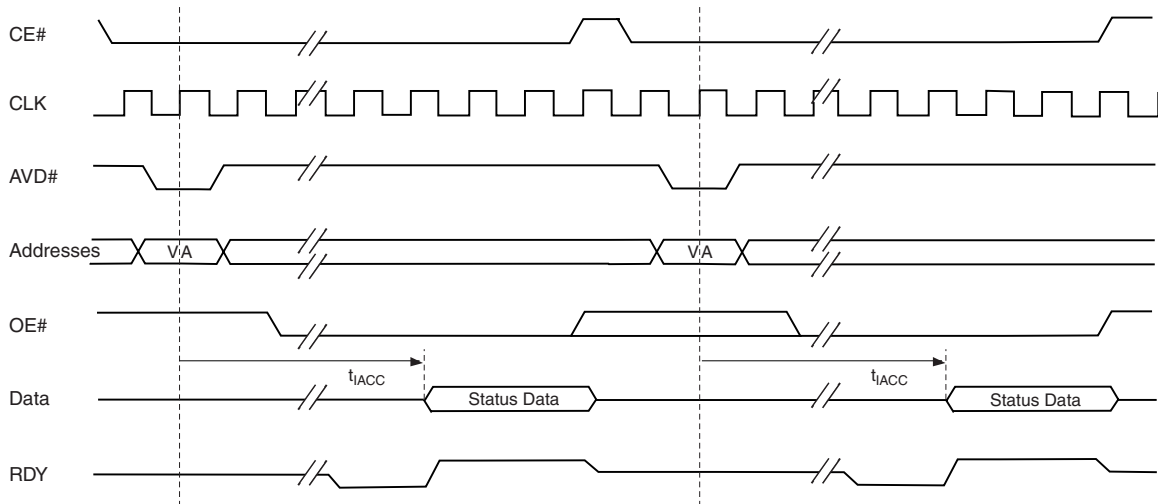 CE#
CLK
AVD#
Addresses VA VA
OE#
tIACC tIACC
Data Status Data Status Data
RDY